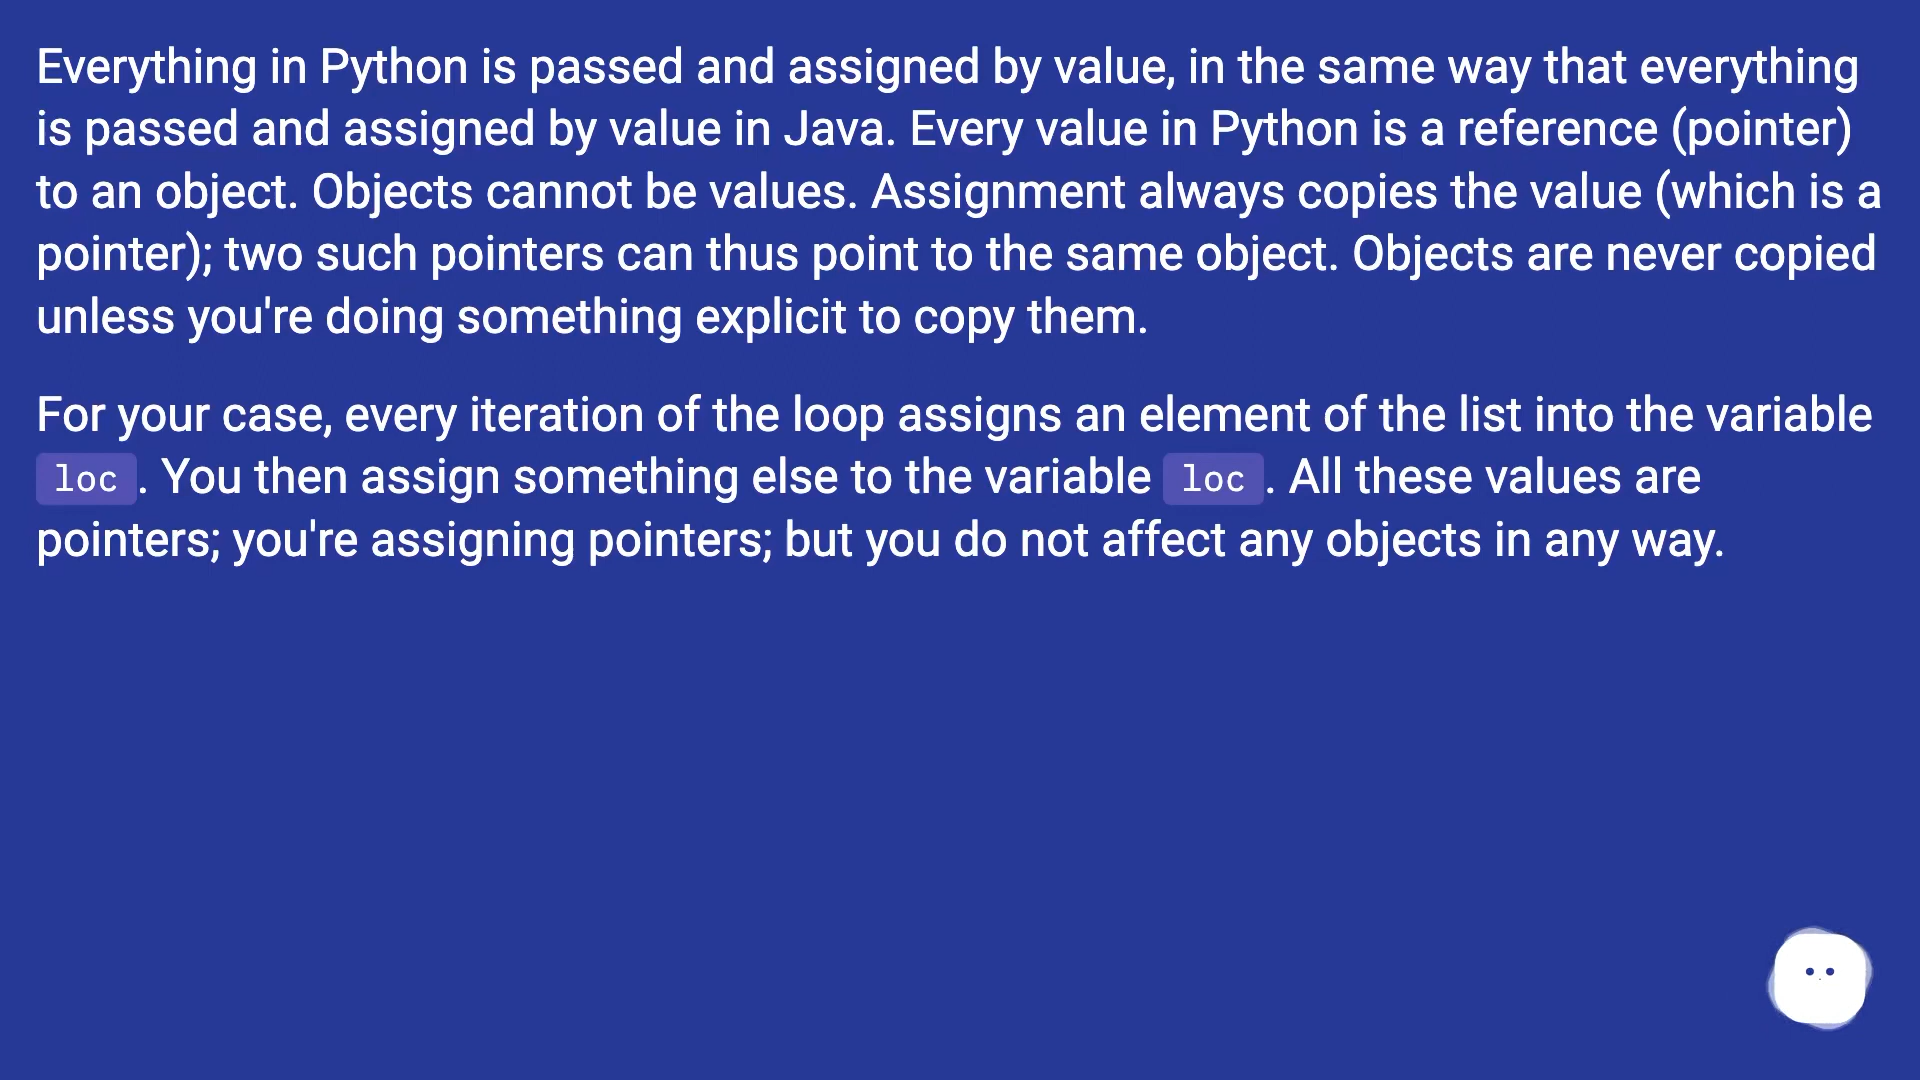 Everything in Python is passed and assigned by value, in the same way that everything
is passed and assigned by value in Java. Every value in Python is a reference (pointer)
to an object. Objects cannot be values. Assignment always copies the value (which is a
pointer); two such pointers can thus point to the same object. Objects are never copied
unless you're doing something explicit to copy them.
For your case, every iteration of the loop assigns an element of the list into the variable
loc. You then assign something else to the variable loc. All these values are
pointers; you're assigning pointers; but you do not affect any objects in any way.